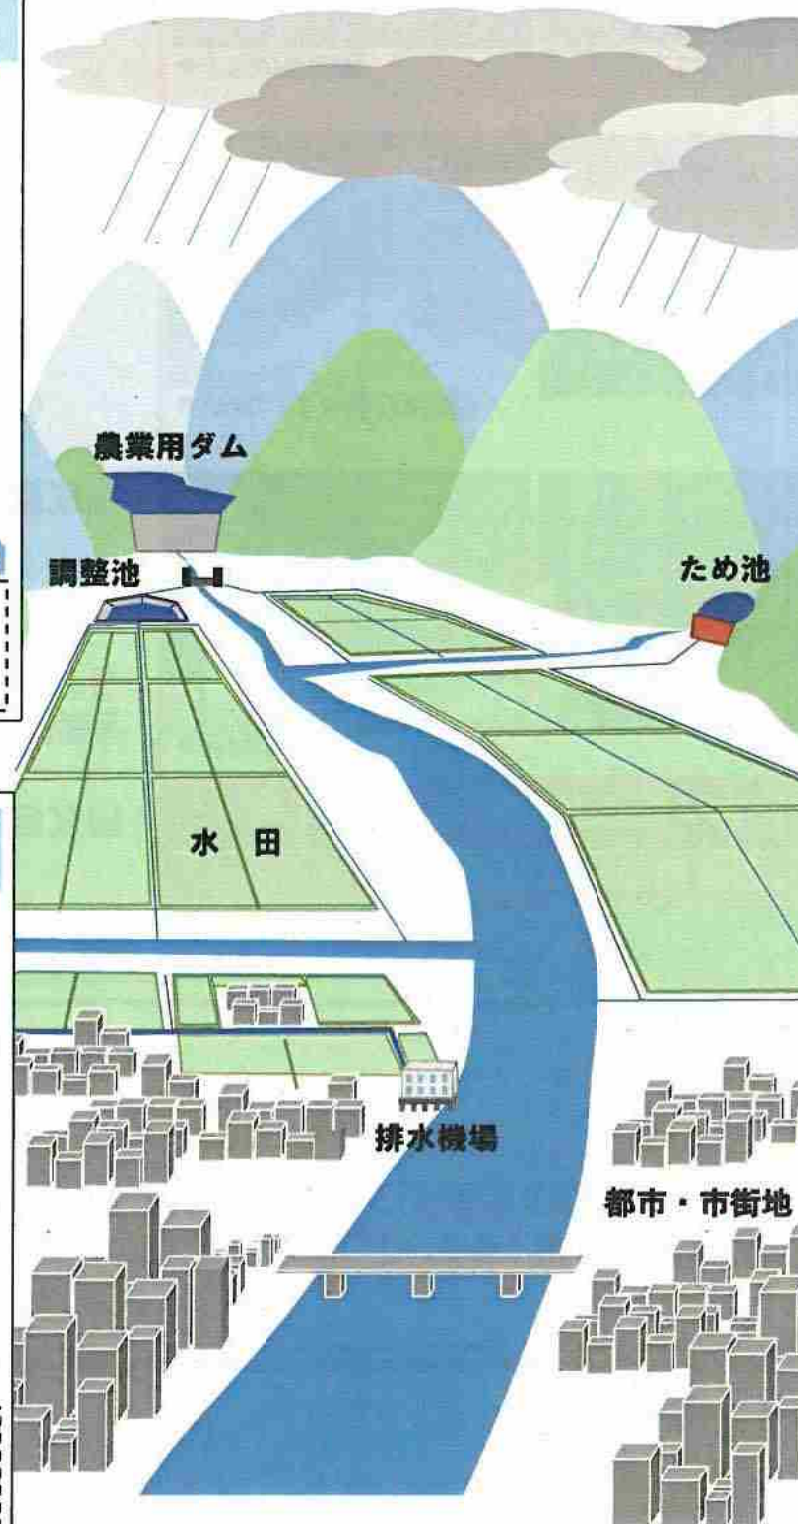 農業用ダム
調整池
ため池
水 田
排水機場
都市・市街地